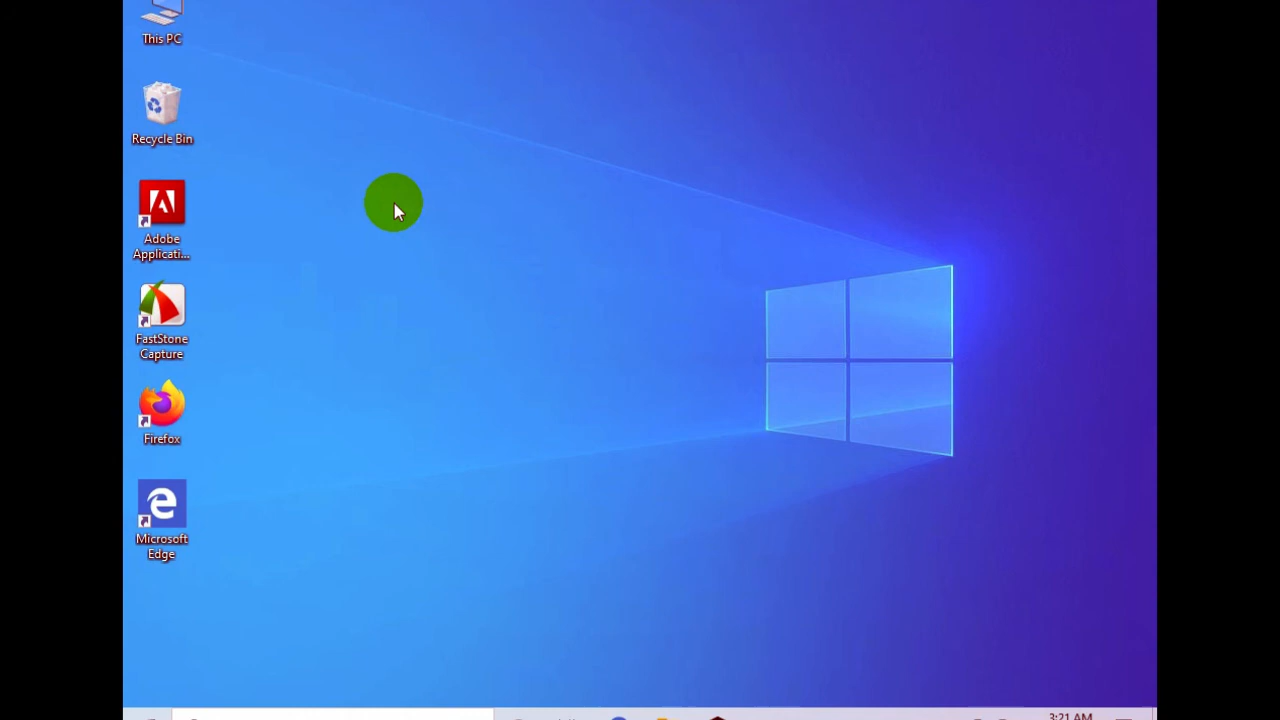 This PC
Recycle Bin
Adobe
Applicati...
FastStone
Capture
Firefox
Microsoft
Edge
3:21 AM